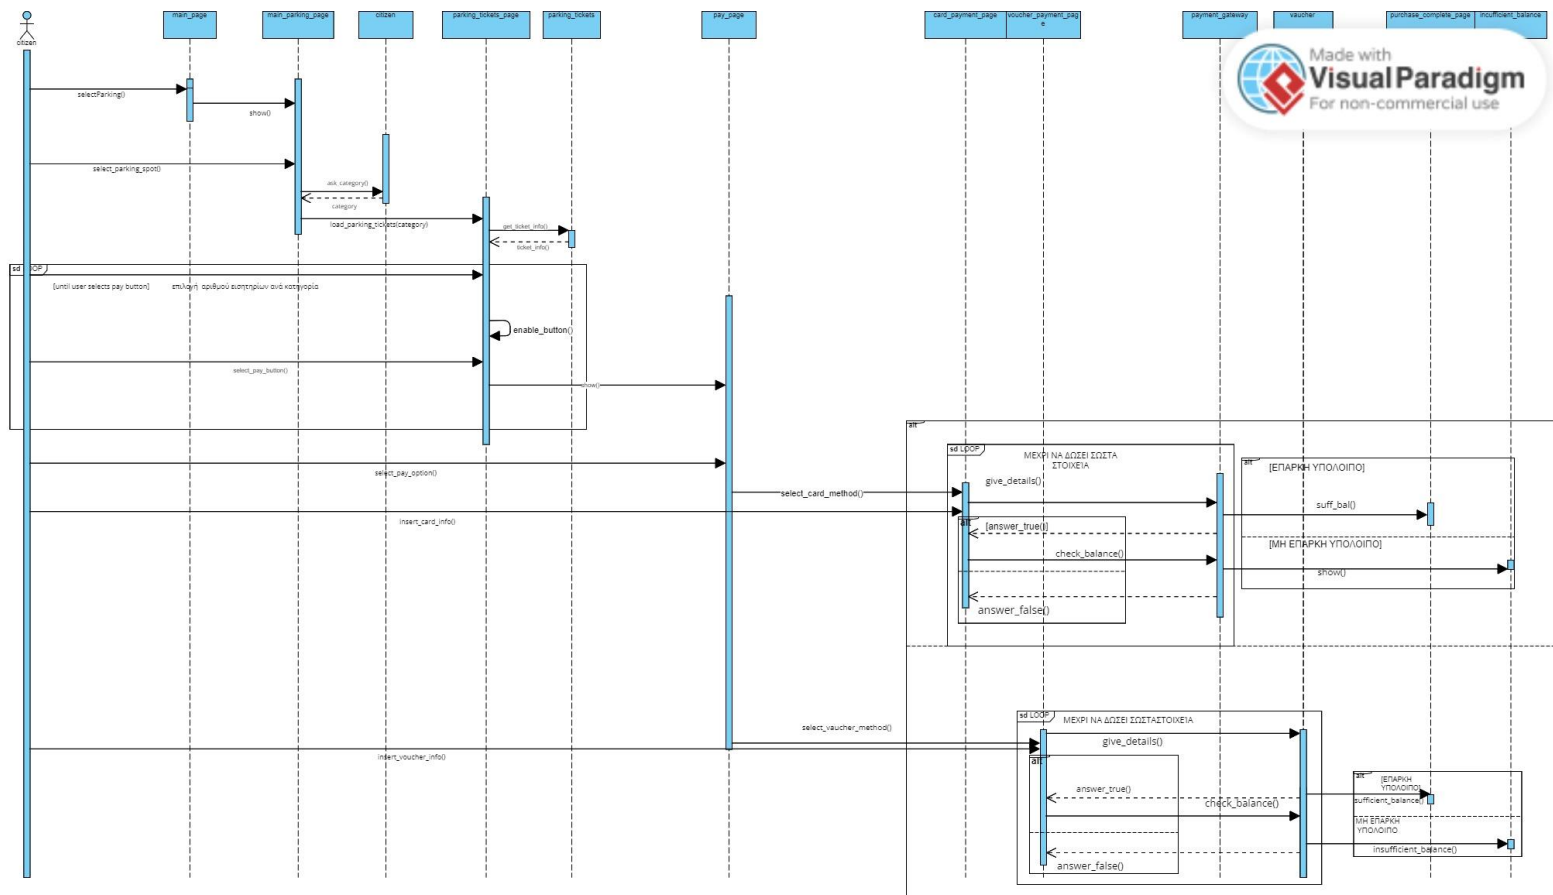 main_page
main_parking_page
citizen
parking_tickets_page
parking_tickets
pay_page
card_payment_page
voucher_payment_pag
e
payment_gateway
vaucher
purchase_complete_page
insufficient_balance
citizen
Made with
Visual Paradigm
For non-commercial use
selectParking()
show()
select_parking_spot()
ask_category()
category
load_parking_tickets(category)
get_ticket_info()
ticket_info()
sd LOOP
[until user selects pay button]
επιλογή αριθμού εισητηρίων ανά κατηγορία
enable_button()
select_pay_button()
show()
alt
select_pay_option()
sd LOOP
ΜΕΧΡΙ ΝΑ ΔΩΣΕΙ ΣΩΣΤΑ
ΣΤΟΙΧΕΊΑ
give_details()
select_card_method()
insert_card_info()
alt
[answer_true()]
check_balance()
answer_false()
alt
[ΕΠΑΡΚΗ ΥΠΟΛΟΙΠΟ]
suff_bal()
[ΜΗ ΕΠΑΡΚΗ ΥΠΟΛΟΙΠΟ]
show()
sd LOOP
ΜΕΧΡΙ ΝΑ ΔΩΣΕΙ ΣΩΣΤΑΣΤΟΙΧΕΊΑ
select_vaucher_method()
give_details()
insert_voucher_info()
alt
answer_true()
check_balance()
answer_false()
alt
[ΕΠΑΡΚΗ
ΥΠΟΛΟΙΠΟ]
sufficient_balance()
ΜΗ ΕΠΑΡΚΗ
ΥΠΟΛΟΙΠΟ
insufficient_balance()